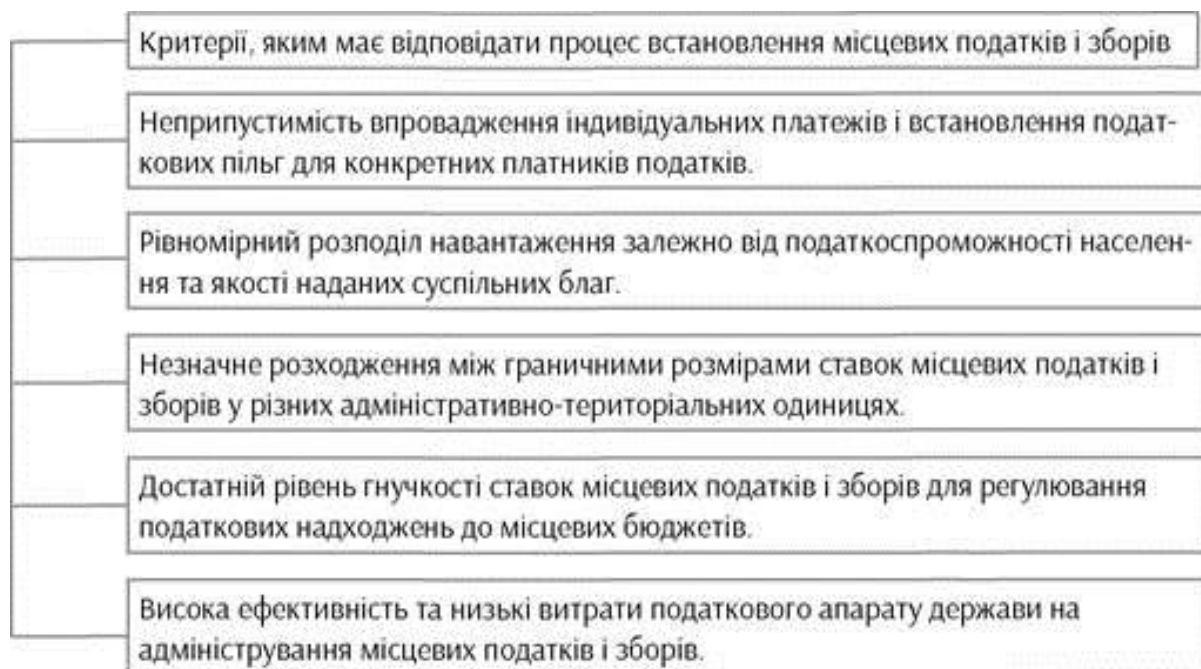 Критерії, яким має відповідати процес встановлення місцевих податків і зборів
Неприпустимість впровадження індивідуальних платежів і встановлення подат-
кових пільг для конкретних платників податків.
Рівномірний розподіл навантаження залежно від податкоспроможності населен-
ня та якості наданих суспільних благ.
Незначне розходження між граничними розмірами ставок місцевих податків і
зборів у різних адміністративно-територіальних одиницях.
Достатній рівень гнучкості ставок місцевих податків і зборів для регулювання
податкових надходжень до місцевих бюджетів.
Висока ефективність та низькі витрати податкового апарату держави на
адміністрування місцевих податків і зборів.